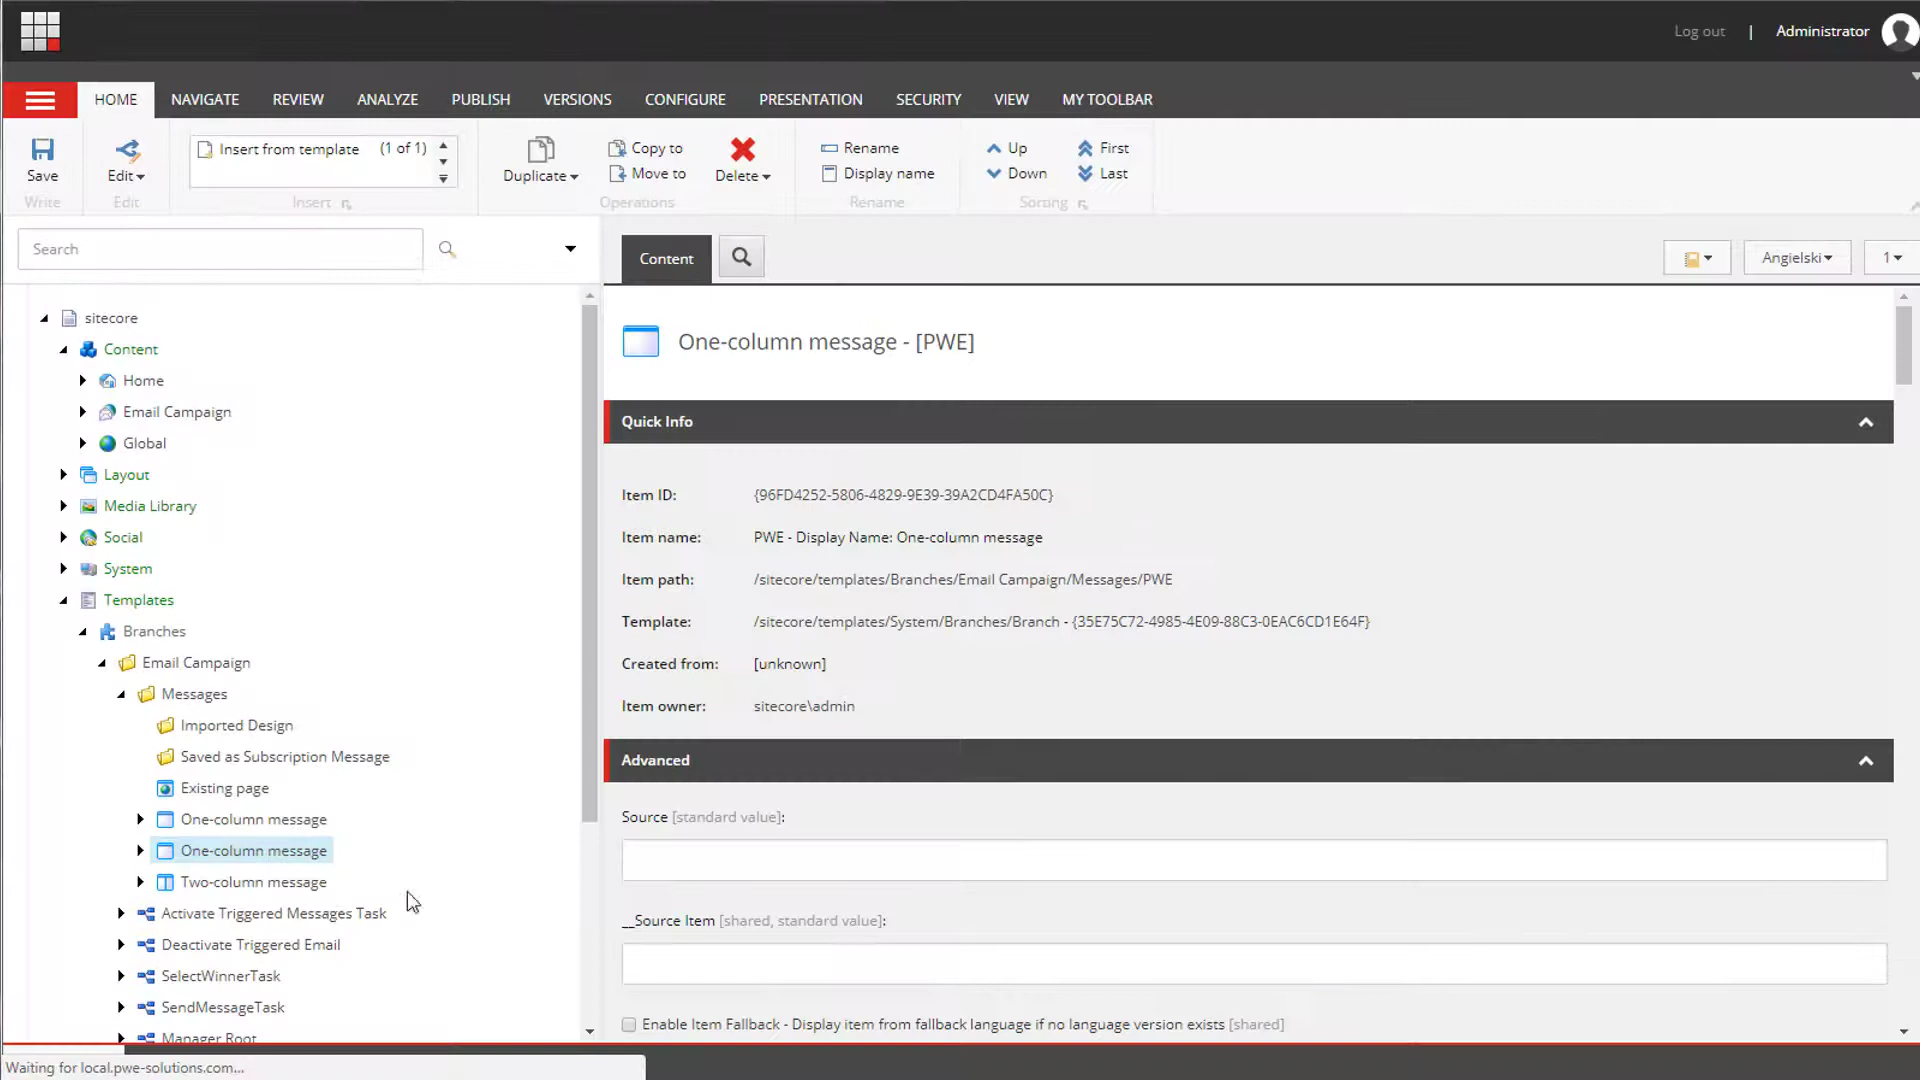 Log out | Administrator
HOME NAVIGATE REVIEW ANALYZE PUBLISH VERSIONS CONFIGURE PRESENTATION SECURITY VIEW MY TOOLBAR
Insert from template (1 of 1) Copy to Rename Up First
Save Edit Duplicate Move to Delete Display name Down Last
Write Edit Insert Operations Rename Sorting
Search
Content Angielski 1
sitecore
Content
Home
Email Campaign
Global
Layout
Media Library
Social
System
Templates
Branches
Email Campaign
Messages
Imported Design
Saved as Subscription Message
Existing page
One-column message
One-column message
Two-column message
Activate Triggered Messages Task
Deactivate Triggered Email
SelectWinnerTask
SendMessageTask
Manager Root
One-column message - [PWE]
Quick Info
Item ID: {96FD4252-5806-4829-9E39-39A2CD4FA50C}
Item name: PWE - Display Name: One-column message
Item path: /sitecore/templates/Branches/Email Campaign/Messages/PWE
Template: /sitecore/templates/System/Branches/Branch - {35E75C72-4985-4E09-88C3-0EAC6CD1E64F}
Created from: [unknown]
Item owner: sitecore\admin
Advanced
Source [standard value]:
__Source Item [shared, standard value]:
Enable Item Fallback - Display item from fallback language if no language version exists [shared]
Waiting for local.pwe-solutions.com...